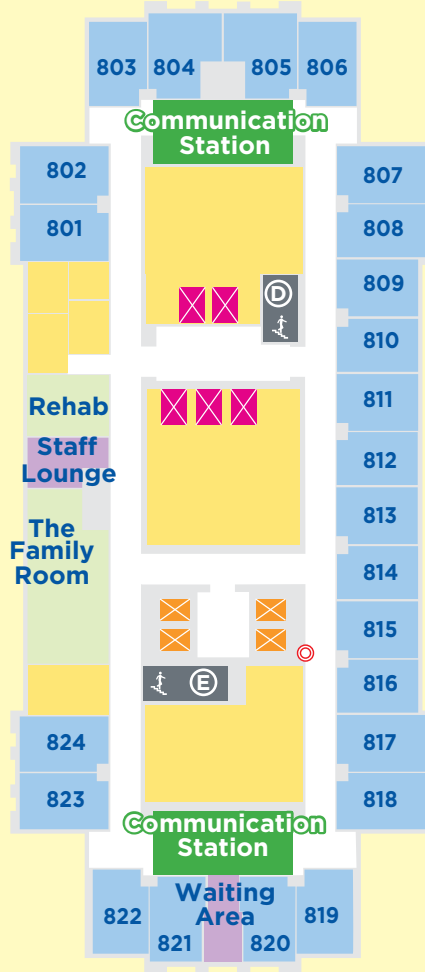 803
804
805
806
Communication
Station
802
801
807
808
D
809
810
Rehab
Staff
Lounge
The
Family
Room
811
812
813
814
815
816
E
824
823
817
818
Communication
Station
822
821
Waiting
Area
820
819